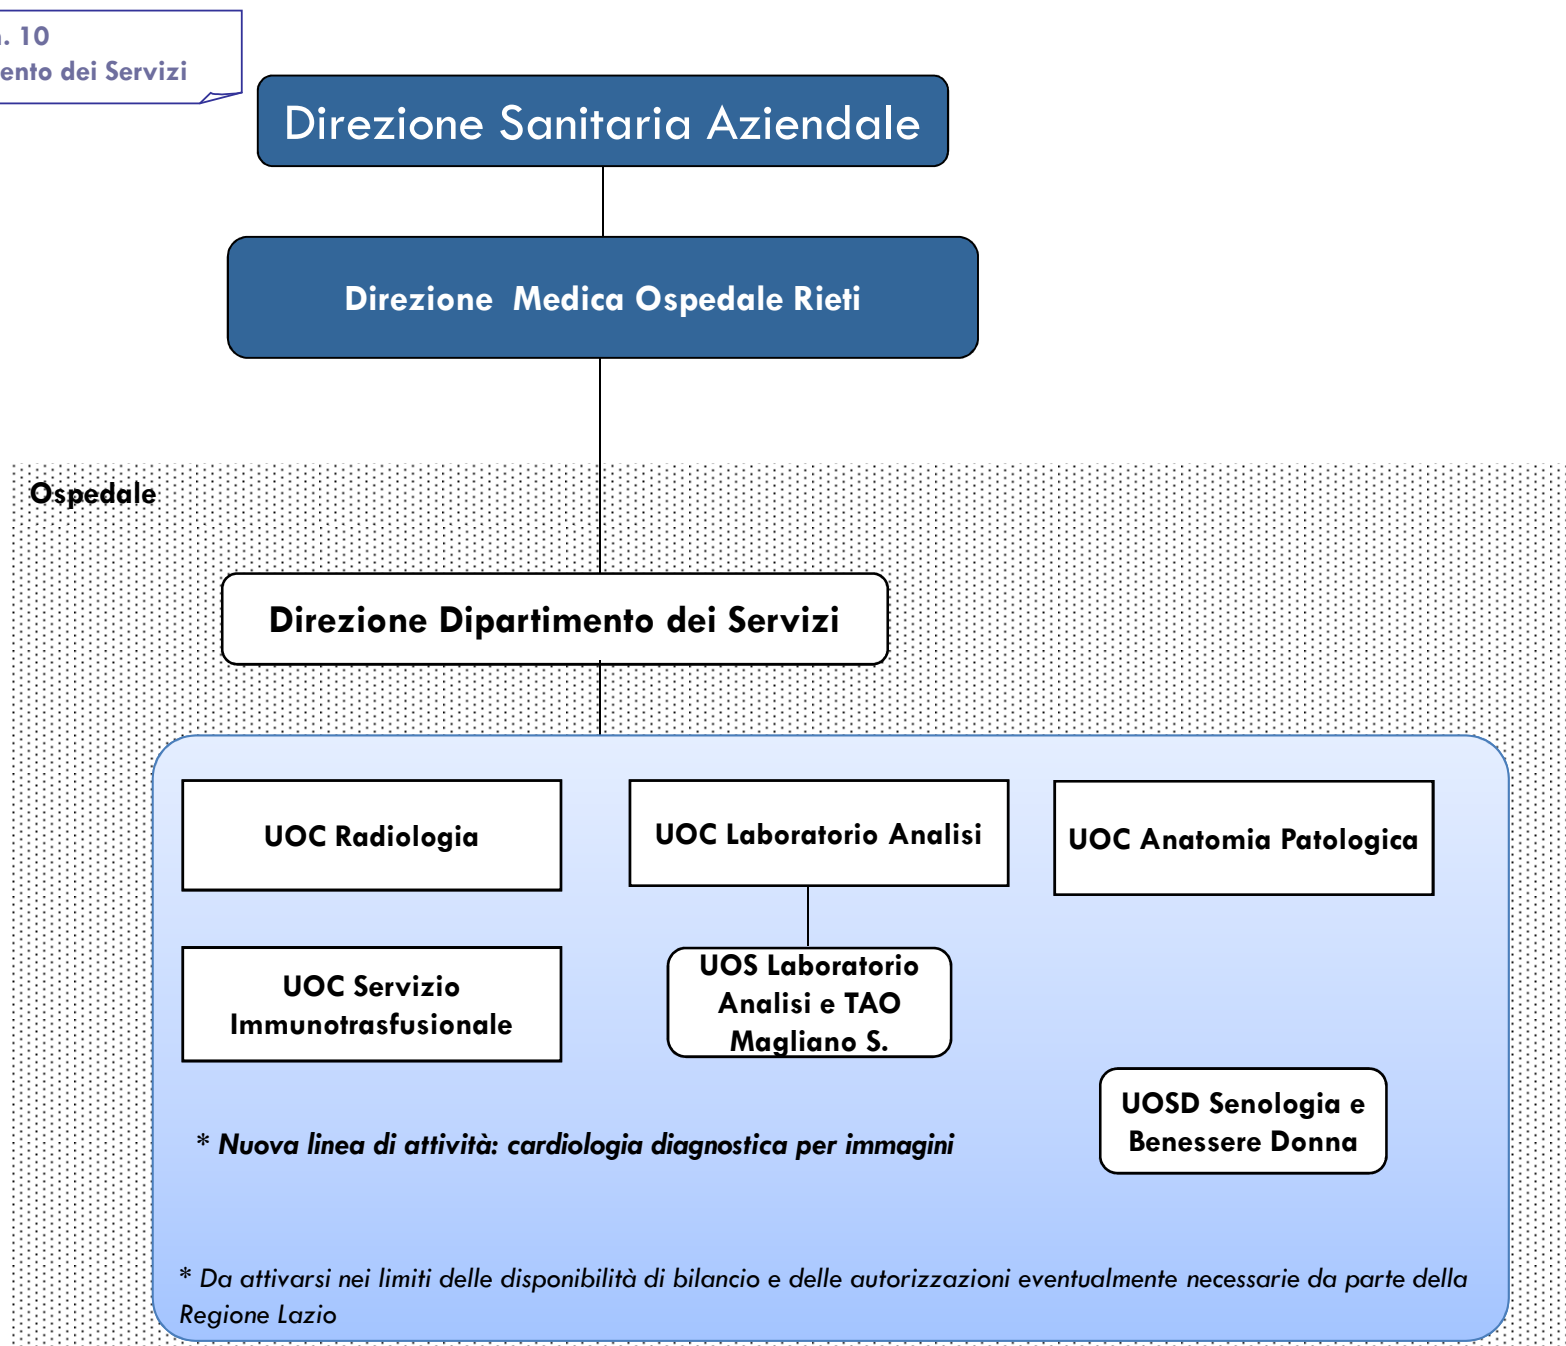 . 10
ento dei Servizi
Direzione Sanitaria Aziendale
Direzione Medica Ospedale Rieti
Ospedale
Direzione Dipartimento dei Servizi
UOC Radiologia
UOC Laboratorio Analisi
UOC Anatomia Patologica
UOC Servizio
Immunotrasfusionale
UOS Laboratorio
Analisi e TAO
Magliano S.
UOSD Senologia e
Benessere Donna
* Nuova linea di attività: cardiologia diagnostica per immagini
* Da attivarsi nei limiti delle disponibilità di bilancio e delle autorizzazioni eventualmente necessarie da parte della
Regione Lazio